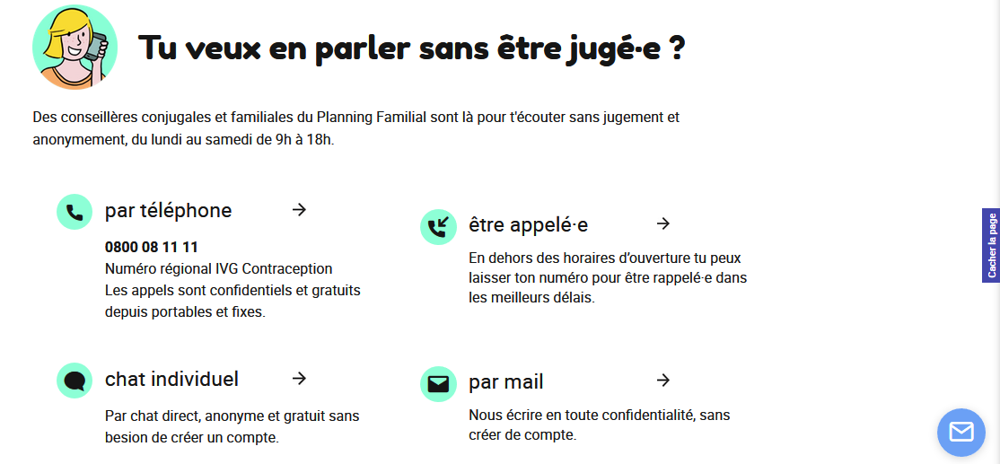 Tu veux en parler sans être jugé·e ?
Des conseillères conjugales et familiales du Planning Familial sont là pour t'écouter sans jugement et
anonymement, du lundi au samedi de 9h à 18h.
par téléphone
0800 08 11 11
Numéro régional IVG Contraception
Les appels sont confidentiels et gratuits
depuis portables et fixes.
être appelé·e
En dehors des horaires d’ouverture tu peux
laisser ton numéro pour être rappelé·e dans
les meilleurs délais.
chat individuel
Par chat direct, anonyme et gratuit sans
besion de créer un compte.
par mail
Nous écrire en toute confidentialité, sans
créer de compte.
Cacher la page